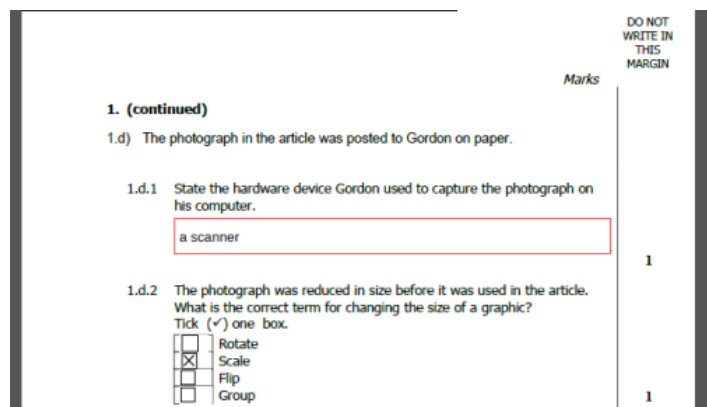 DO NOT
WRITE IN
THIS
MARGIN
Marks
1. (continued)
1.d) The photograph in the article was posted to Gordon on paper.
1.d.1 State the hardware device Gordon used to capture the photograph on
his computer.
a scanner
1
1.d.2 The photograph was reduced in size before it was used in the article.
What is the correct term for changing the size of a graphic?
Tick (✓) one box.
Rotate
Scale
Flip
Group
1